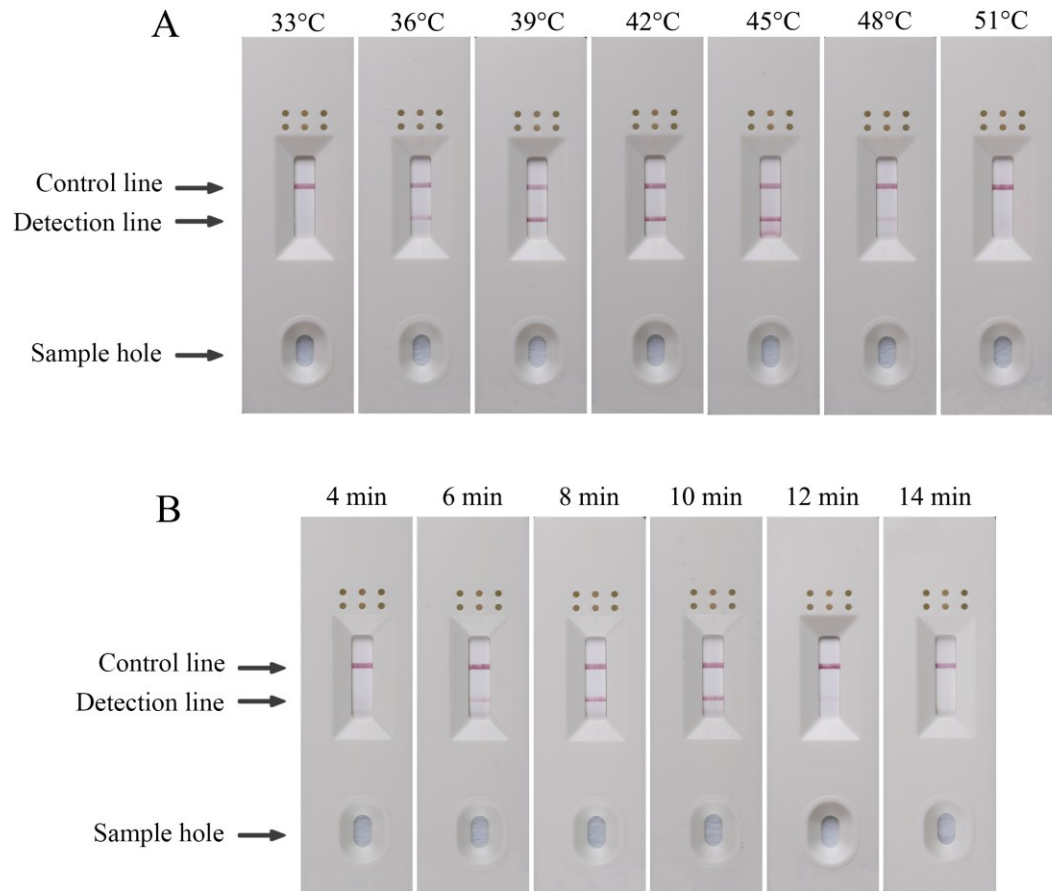 A
33°C 36°C 39°C 42°C 45°C 48°C 51°C
Control line
Detection line
Sample hole
B
4 min 6 min 8 min 10 min 12 min 14 min
Control line
Detection line
Sample hole